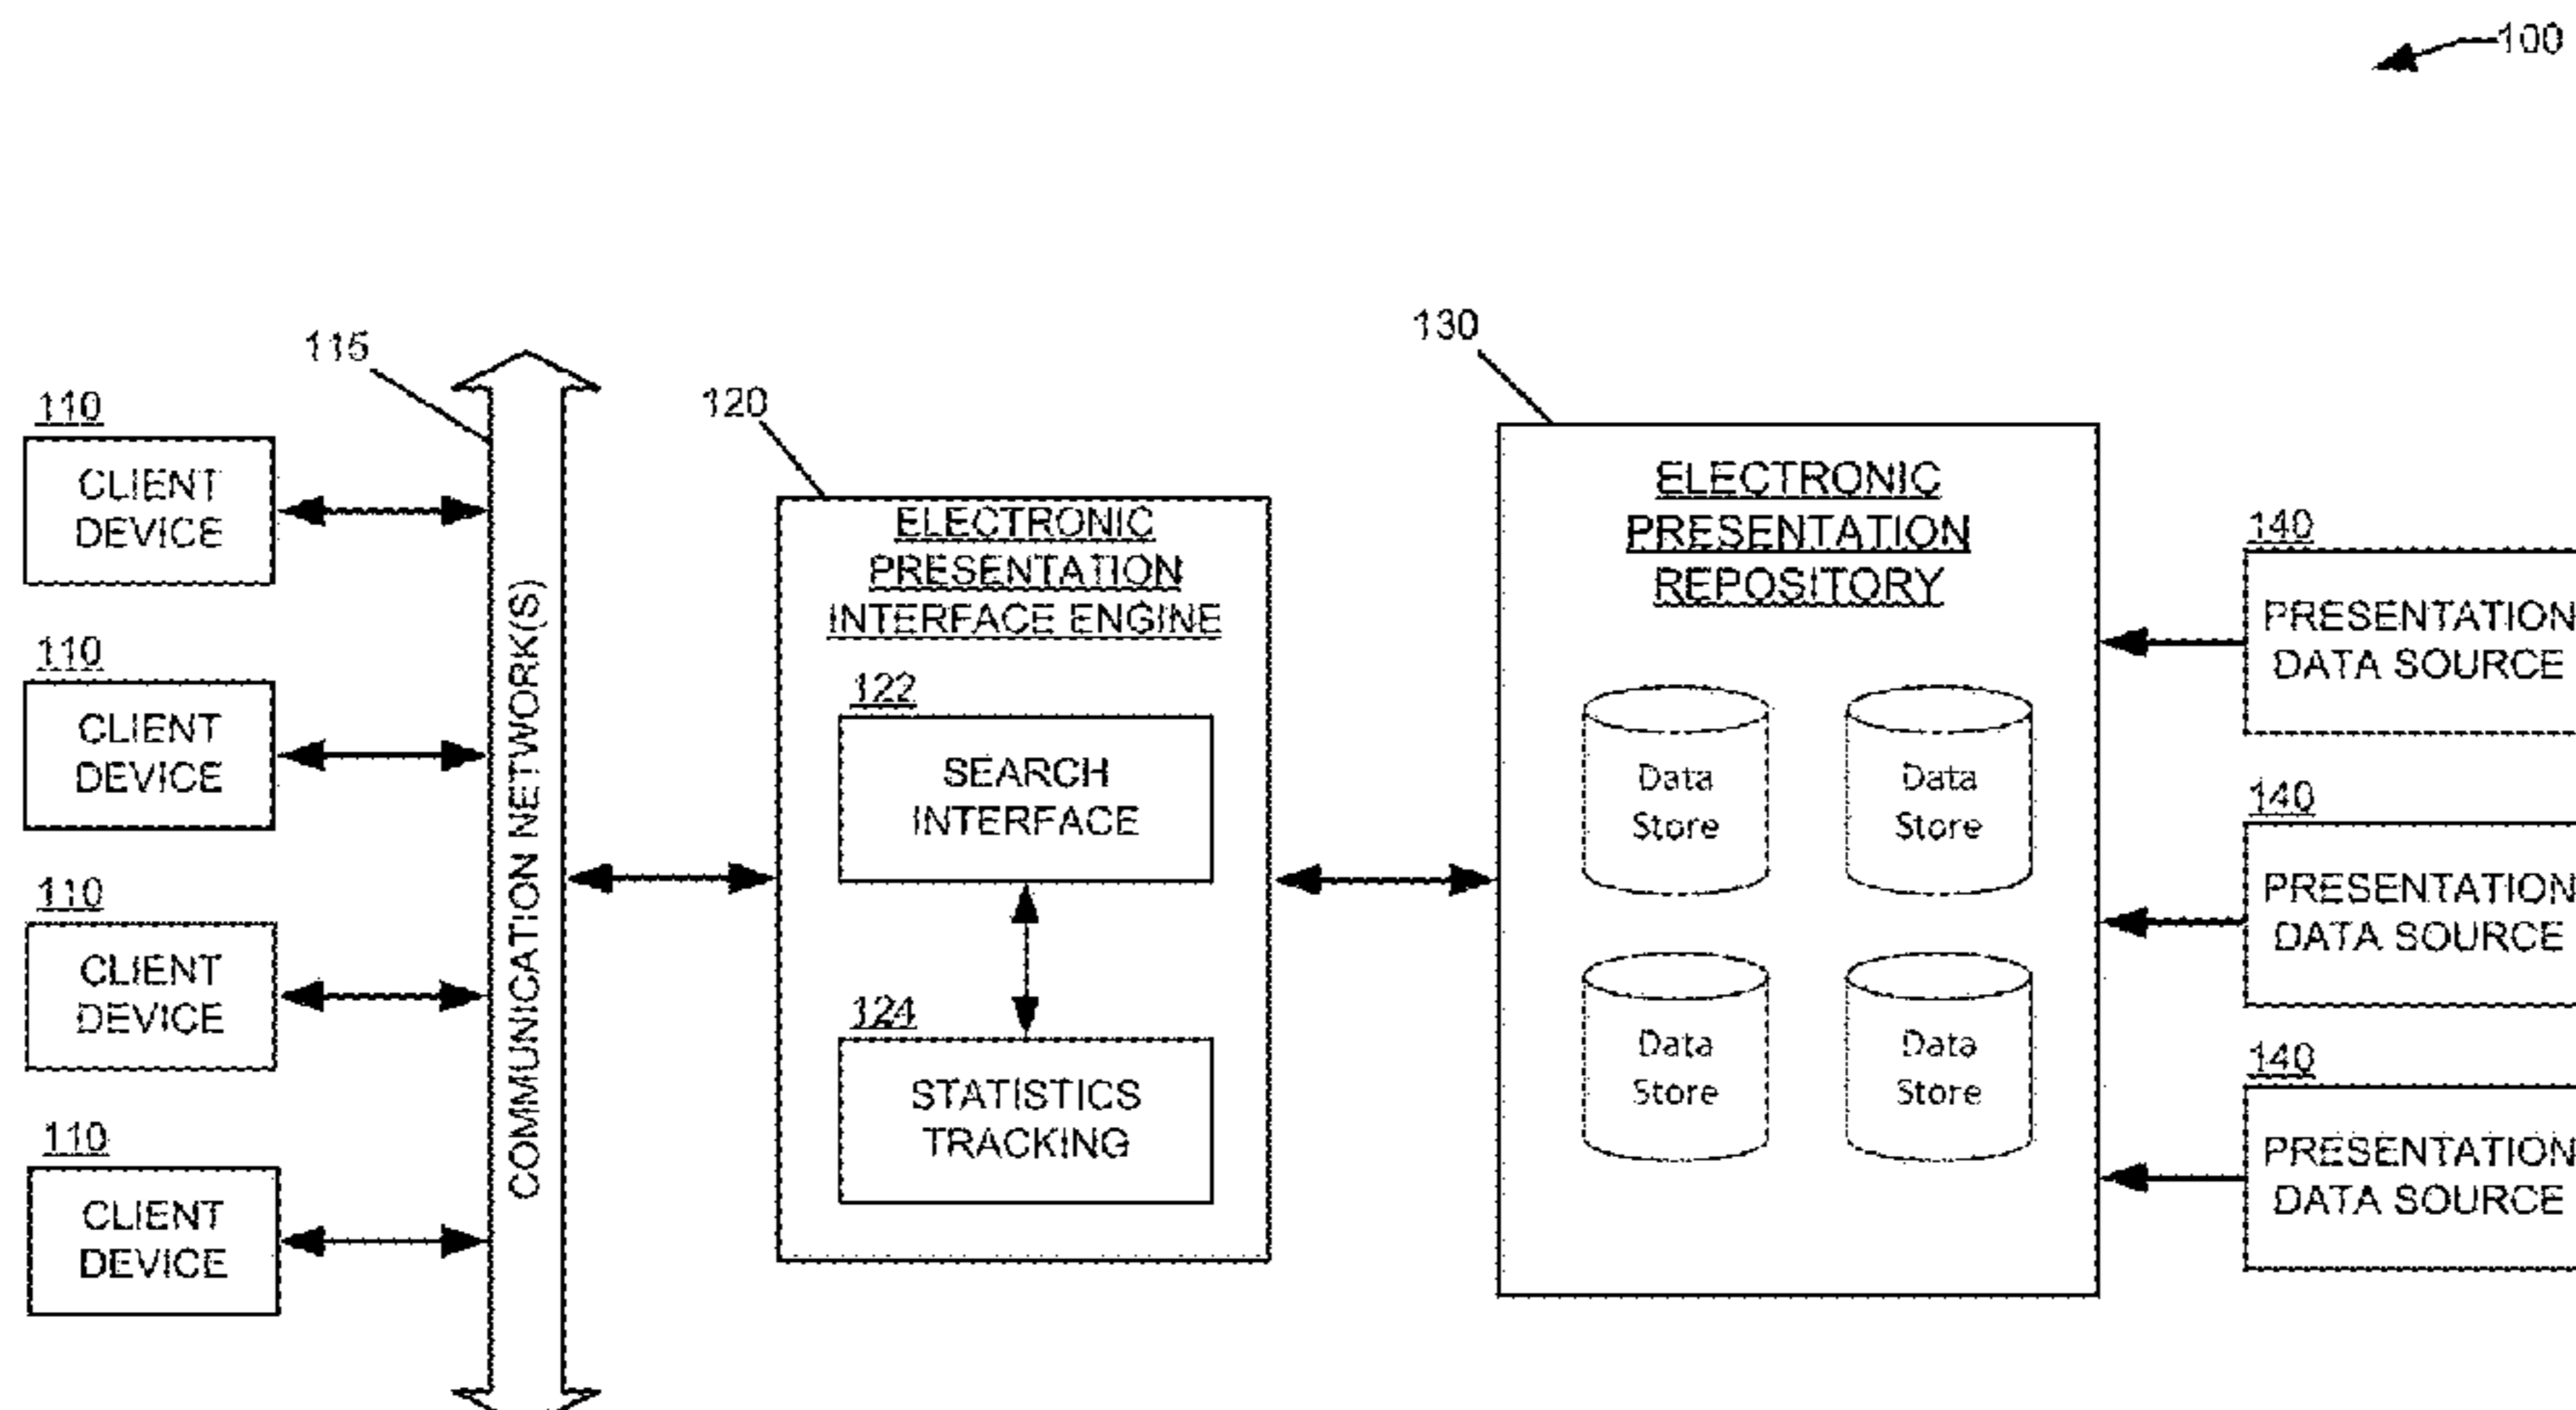 100
115
110
CLIENT
DEVICE
110
CLIENT
DEVICE
110
CLIENT
DEVICE
110
CLIENT
DEVICE
COMMUNICATION NETWORK(S)
120
ELECTRONIC
PRESENTATION
INTERFACE ENGINE
122
SEARCH
INTERFACE
124
STATISTICS
TRACKING
130
ELECTRONIC
PRESENTATION
REPOSITORY
Data
Store
Data
Store
Data
Store
Data
Store
140
PRESENTATION
DATA SOURCE
140
PRESENTATION
DATA SOURCE
140
PRESENTATION
DATA SOURCE